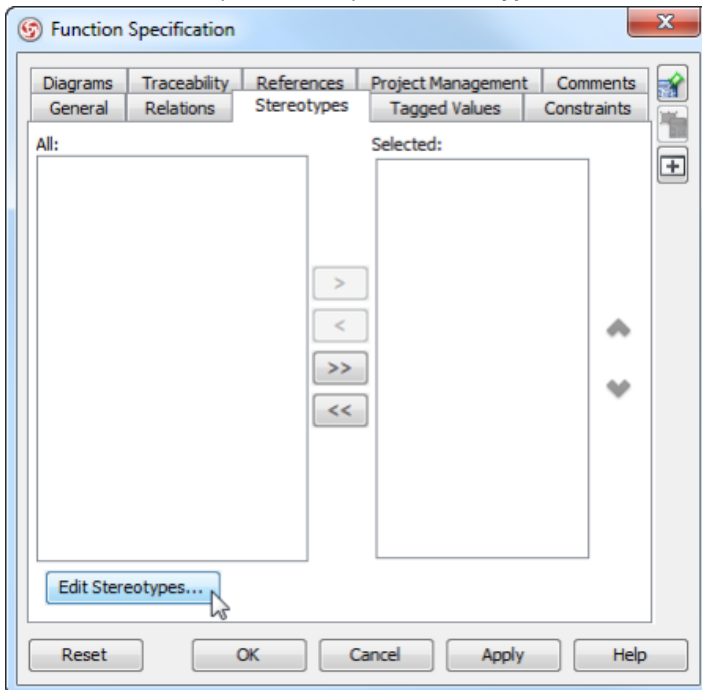 Function Specification
Diagrams Traceability References Project Management Comments
General Relations Stereotypes Tagged Values Constraints
All: Selected:
>
<
>>
<<
Edit Stereotypes...
Reset OK Cancel Apply Help